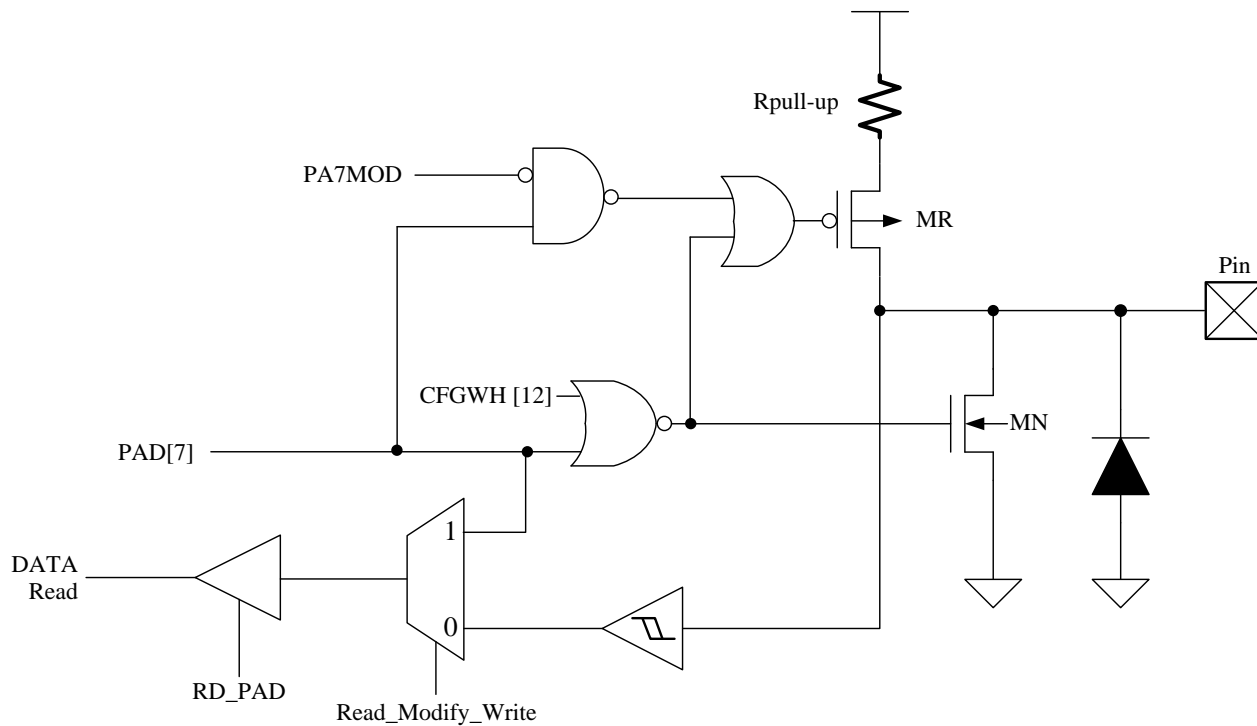 Rpull-up
PA7MOD
MR
Pin
CFGWH [12]
MN
PAD[7]
1
DATA
Read
0
RD_PAD
Read_Modify_Write